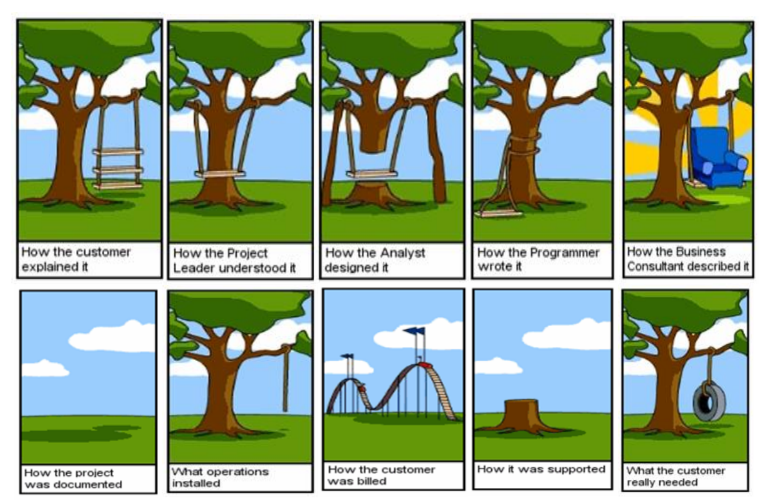 How the customer
explained it
How the Project
Leader understood it
How the Analyst
designed it
How the Programmer
wrote it
How the Business
Consultant described it
How the project
was documented
What operations
installed
How the customer
was billed
How it was supported
What the customer
really needed